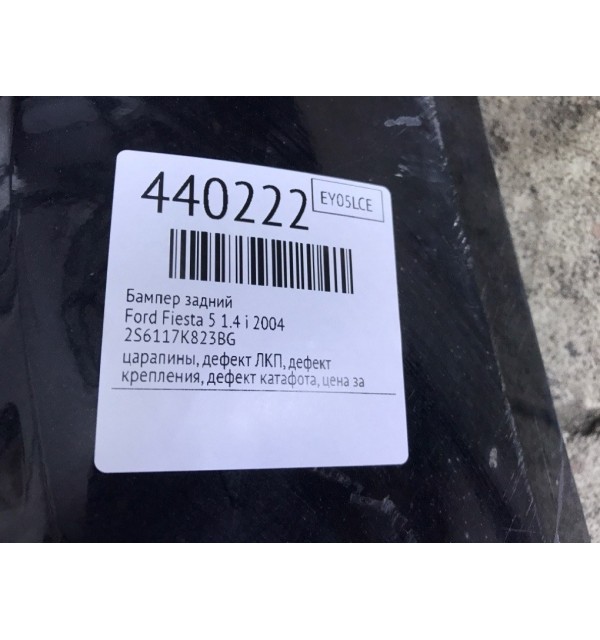 440222
EY05LCE
Бампер задний
Ford Fiesta 5 1.4 i 2004
2S6117K823BG
царапины, дефект ЛКП, дефект
крепления, дефект катафота, цена за